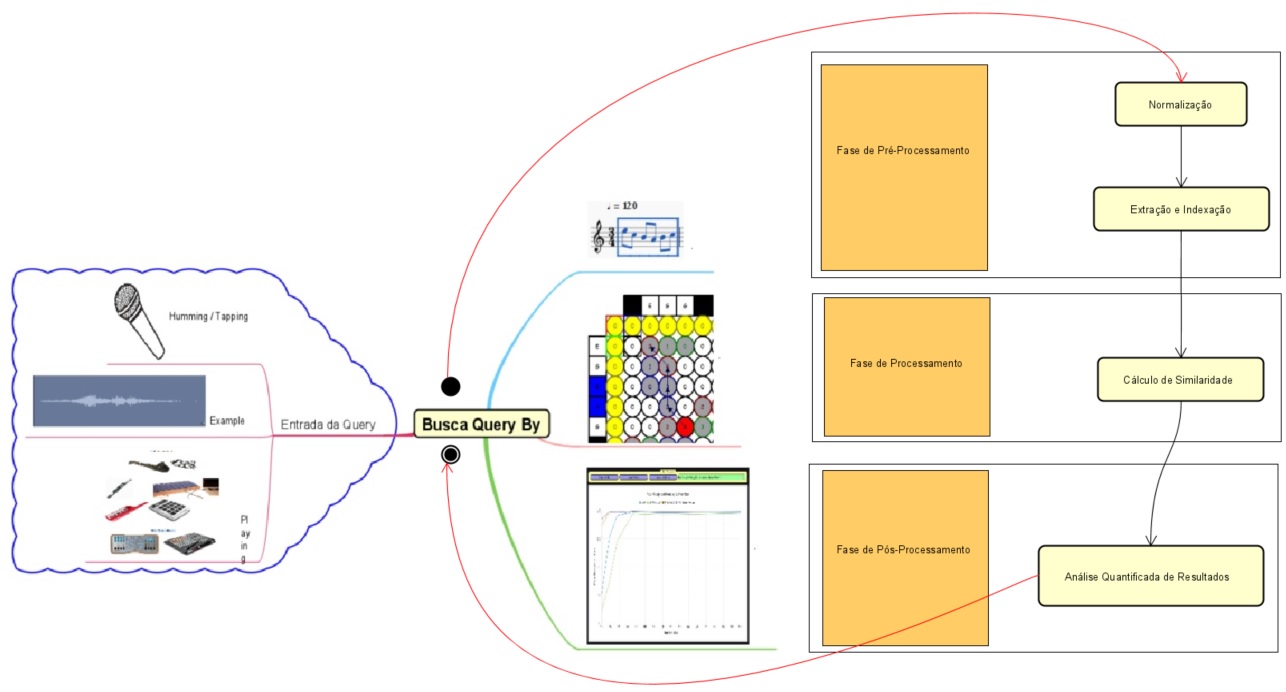 Normalização
Fase de Pré-Processamento
Extração e Indexação
♩ = 120
Humming / Tapping
Fase de Processamento
Cálculo de Similaridade
Example
Entrada da Query
Busca Query By
Pl
ay
in
g
Fase de Pós-Processamento
Análise Quantificada de Resultados